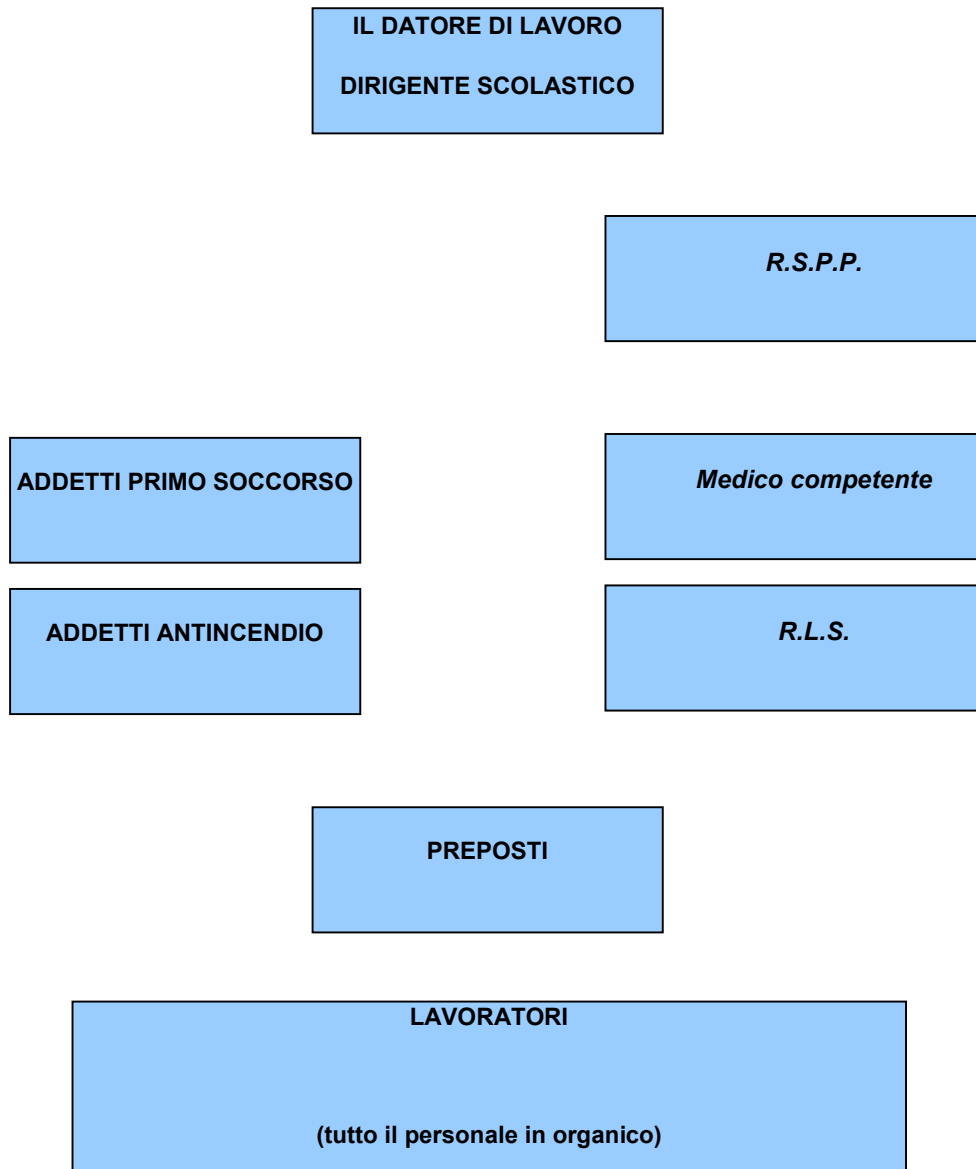 IL DATORE DI LAVORO
DIRIGENTE SCOLASTICO
R.S.P.P.
ADDETTI PRIMO SOCCORSO
Medico competente
ADDETTI ANTINCENDIO
R.L.S.
PREPOSTI
LAVORATORI
(tutto il personale in organico)